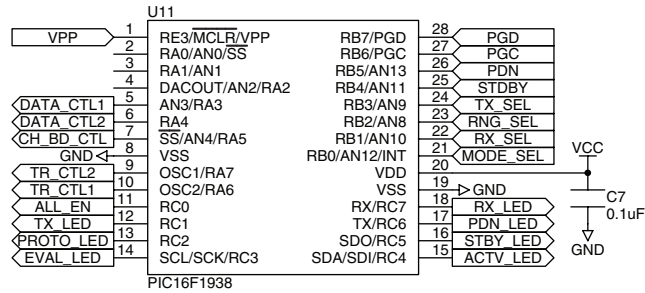 U11
VPP 1 RE3/MCLR/VPP RB7/PGD 28 PGD
2 RA0/AN0/SS RB6/PGC 27 PGC
3 RA1/AN1 RB5/AN13 26 PDN
4 DACOUT/AN2/RA2 RB4/AN11 25 STDBY
DATA_CTL1 5 AN3/RA3 RB3/AN9 24 TX_SEL
DATA_CTL2 6 RA4 RB2/AN8 23 RNG_SEL
CH_BD_CTL 7 SS/AN4/RA5 RB1/AN10 22 RX_SEL
GND 8 VSS RB0/AN12/INT 21 MODE_SEL VCC
TR_CTL2 9 OSC1/RA7 VDD 20
TR_CTL1 10 OSC2/RA6 VSS 19 GND
ALL_EN 11 RC0 RX/RC7 18 RX_LED C7
TX_LED 12 RC1 TX/RC6 17 PDN_LED 0.1uF
PROTO_LED 13 RC2 SDO/RC5 16 STBY_LED
EVAL_LED 14 SCL/SCK/RC3 SDA/SDI/RC4 15 ACTV_LED GND
PIC16F1938